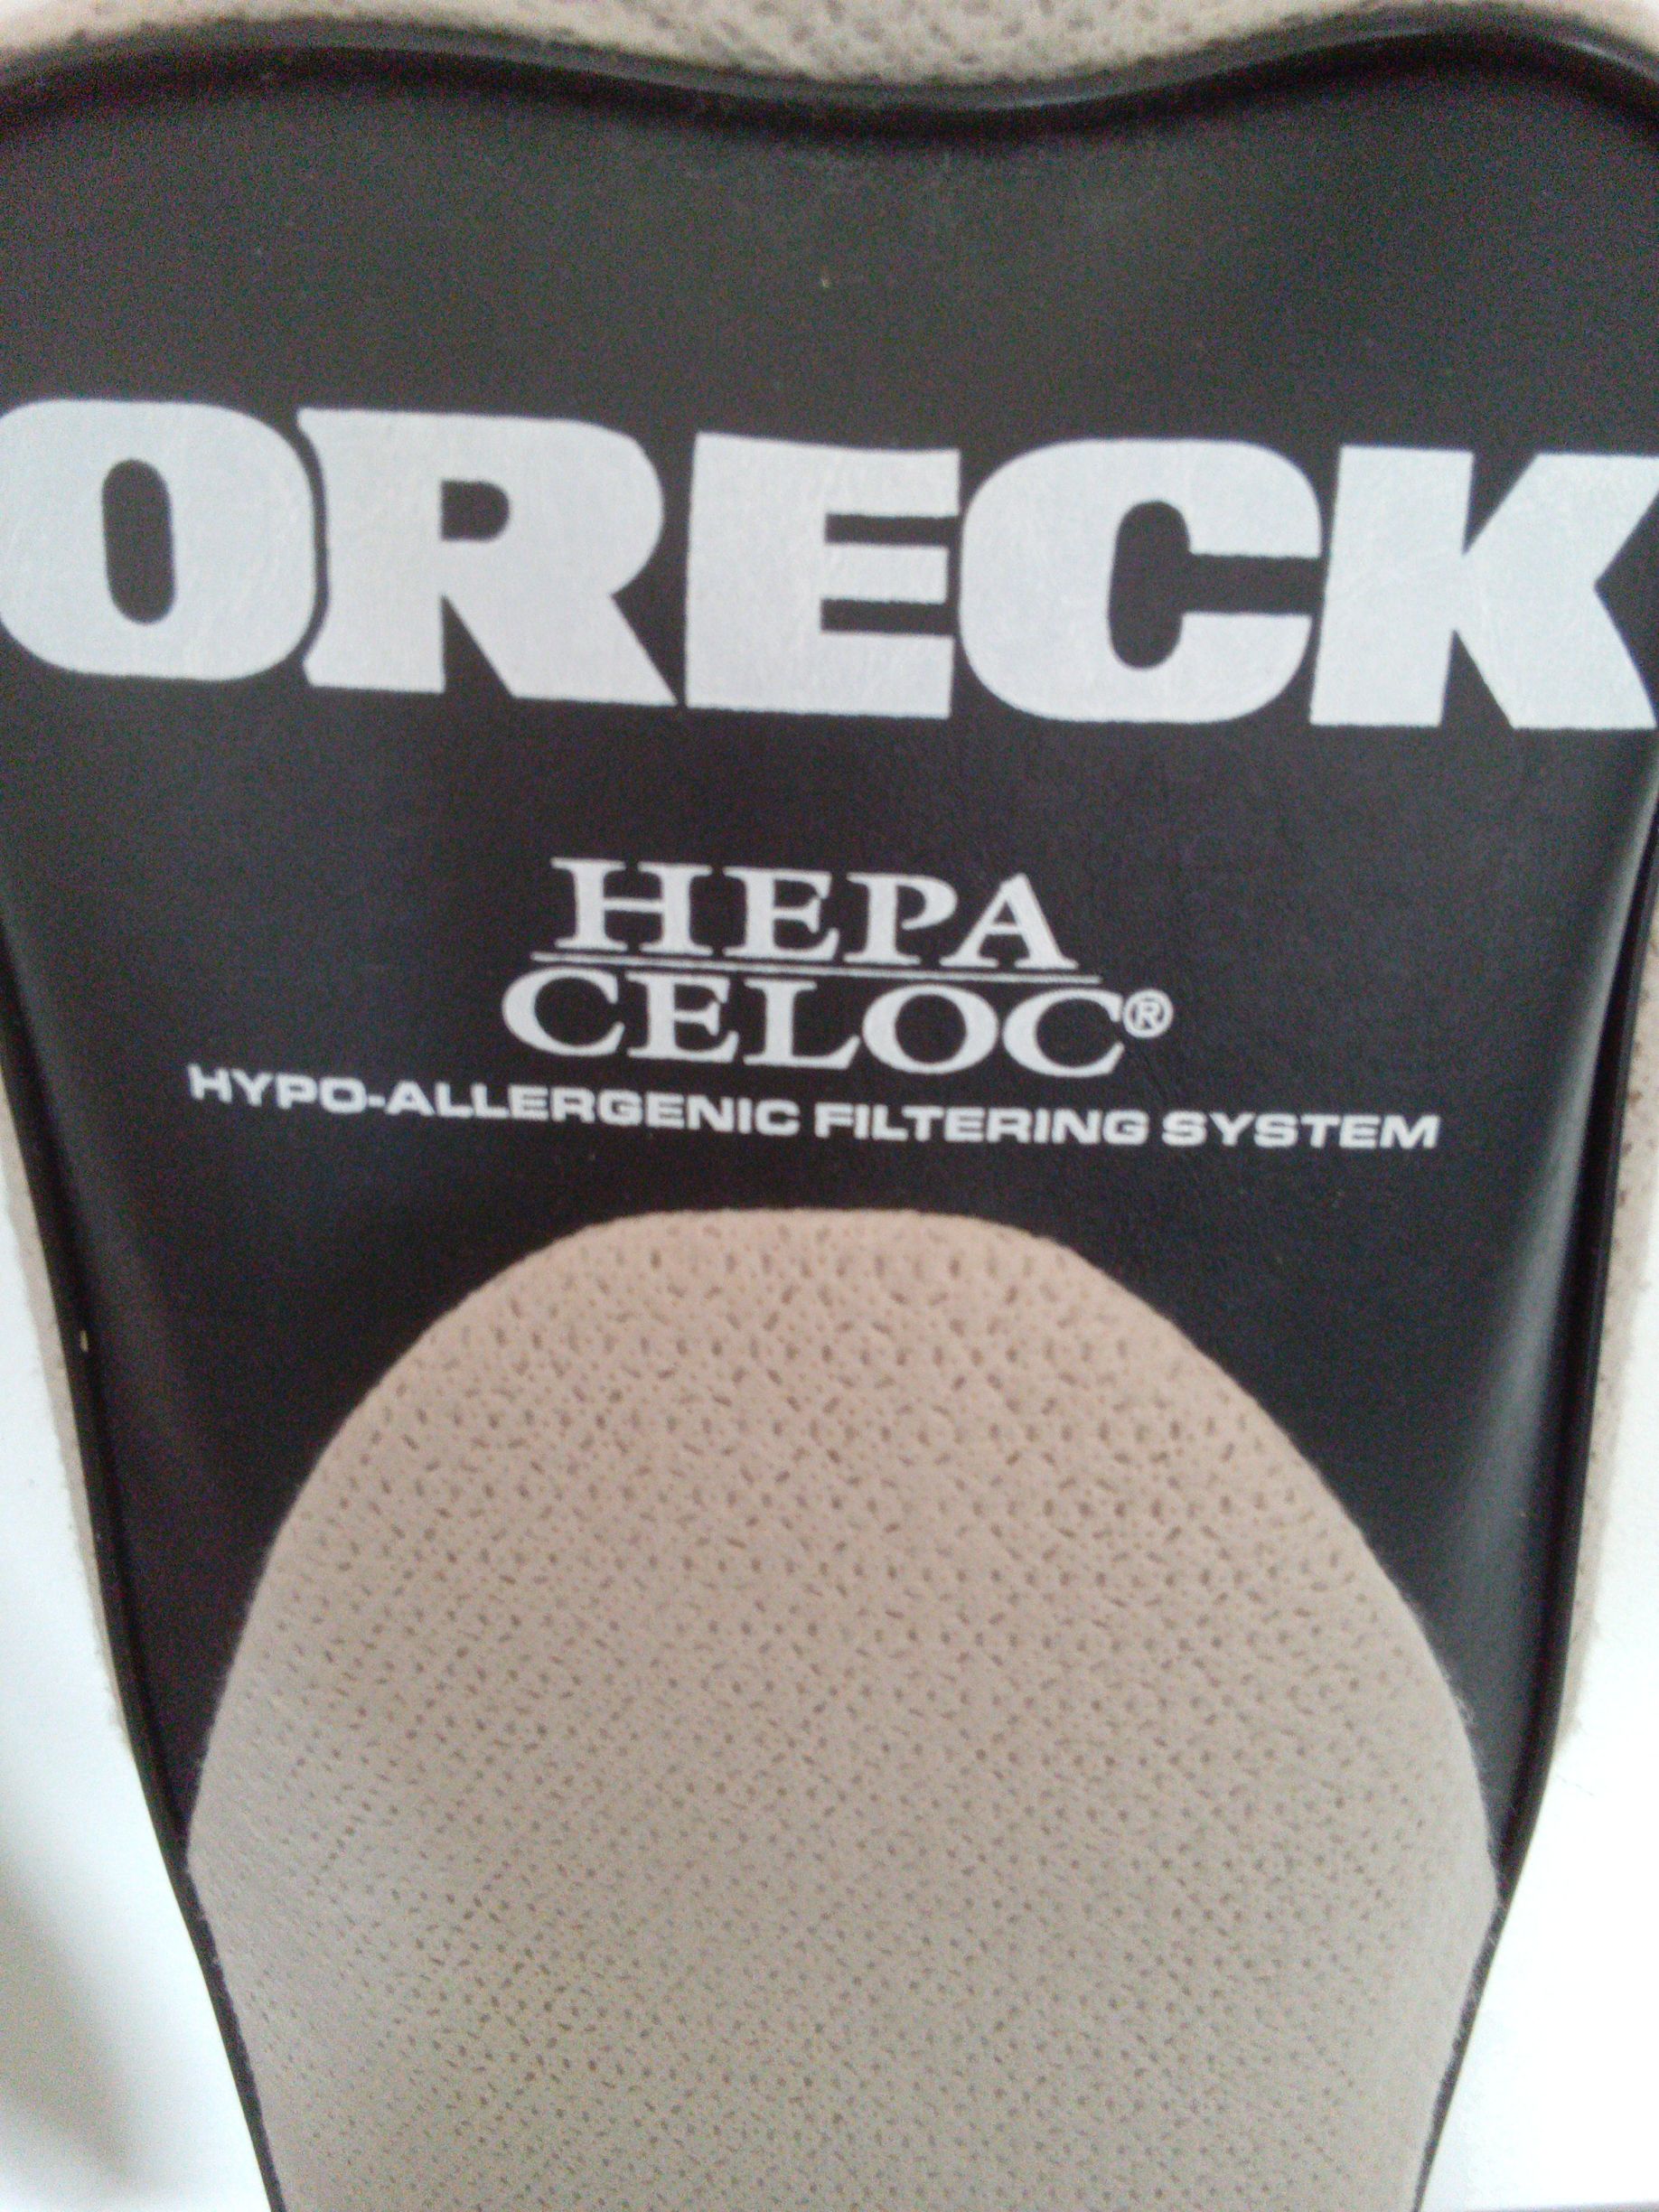 ORECK
HEPA
CELOC®
HYPO-ALLERGENIC FILTERING SYSTEM